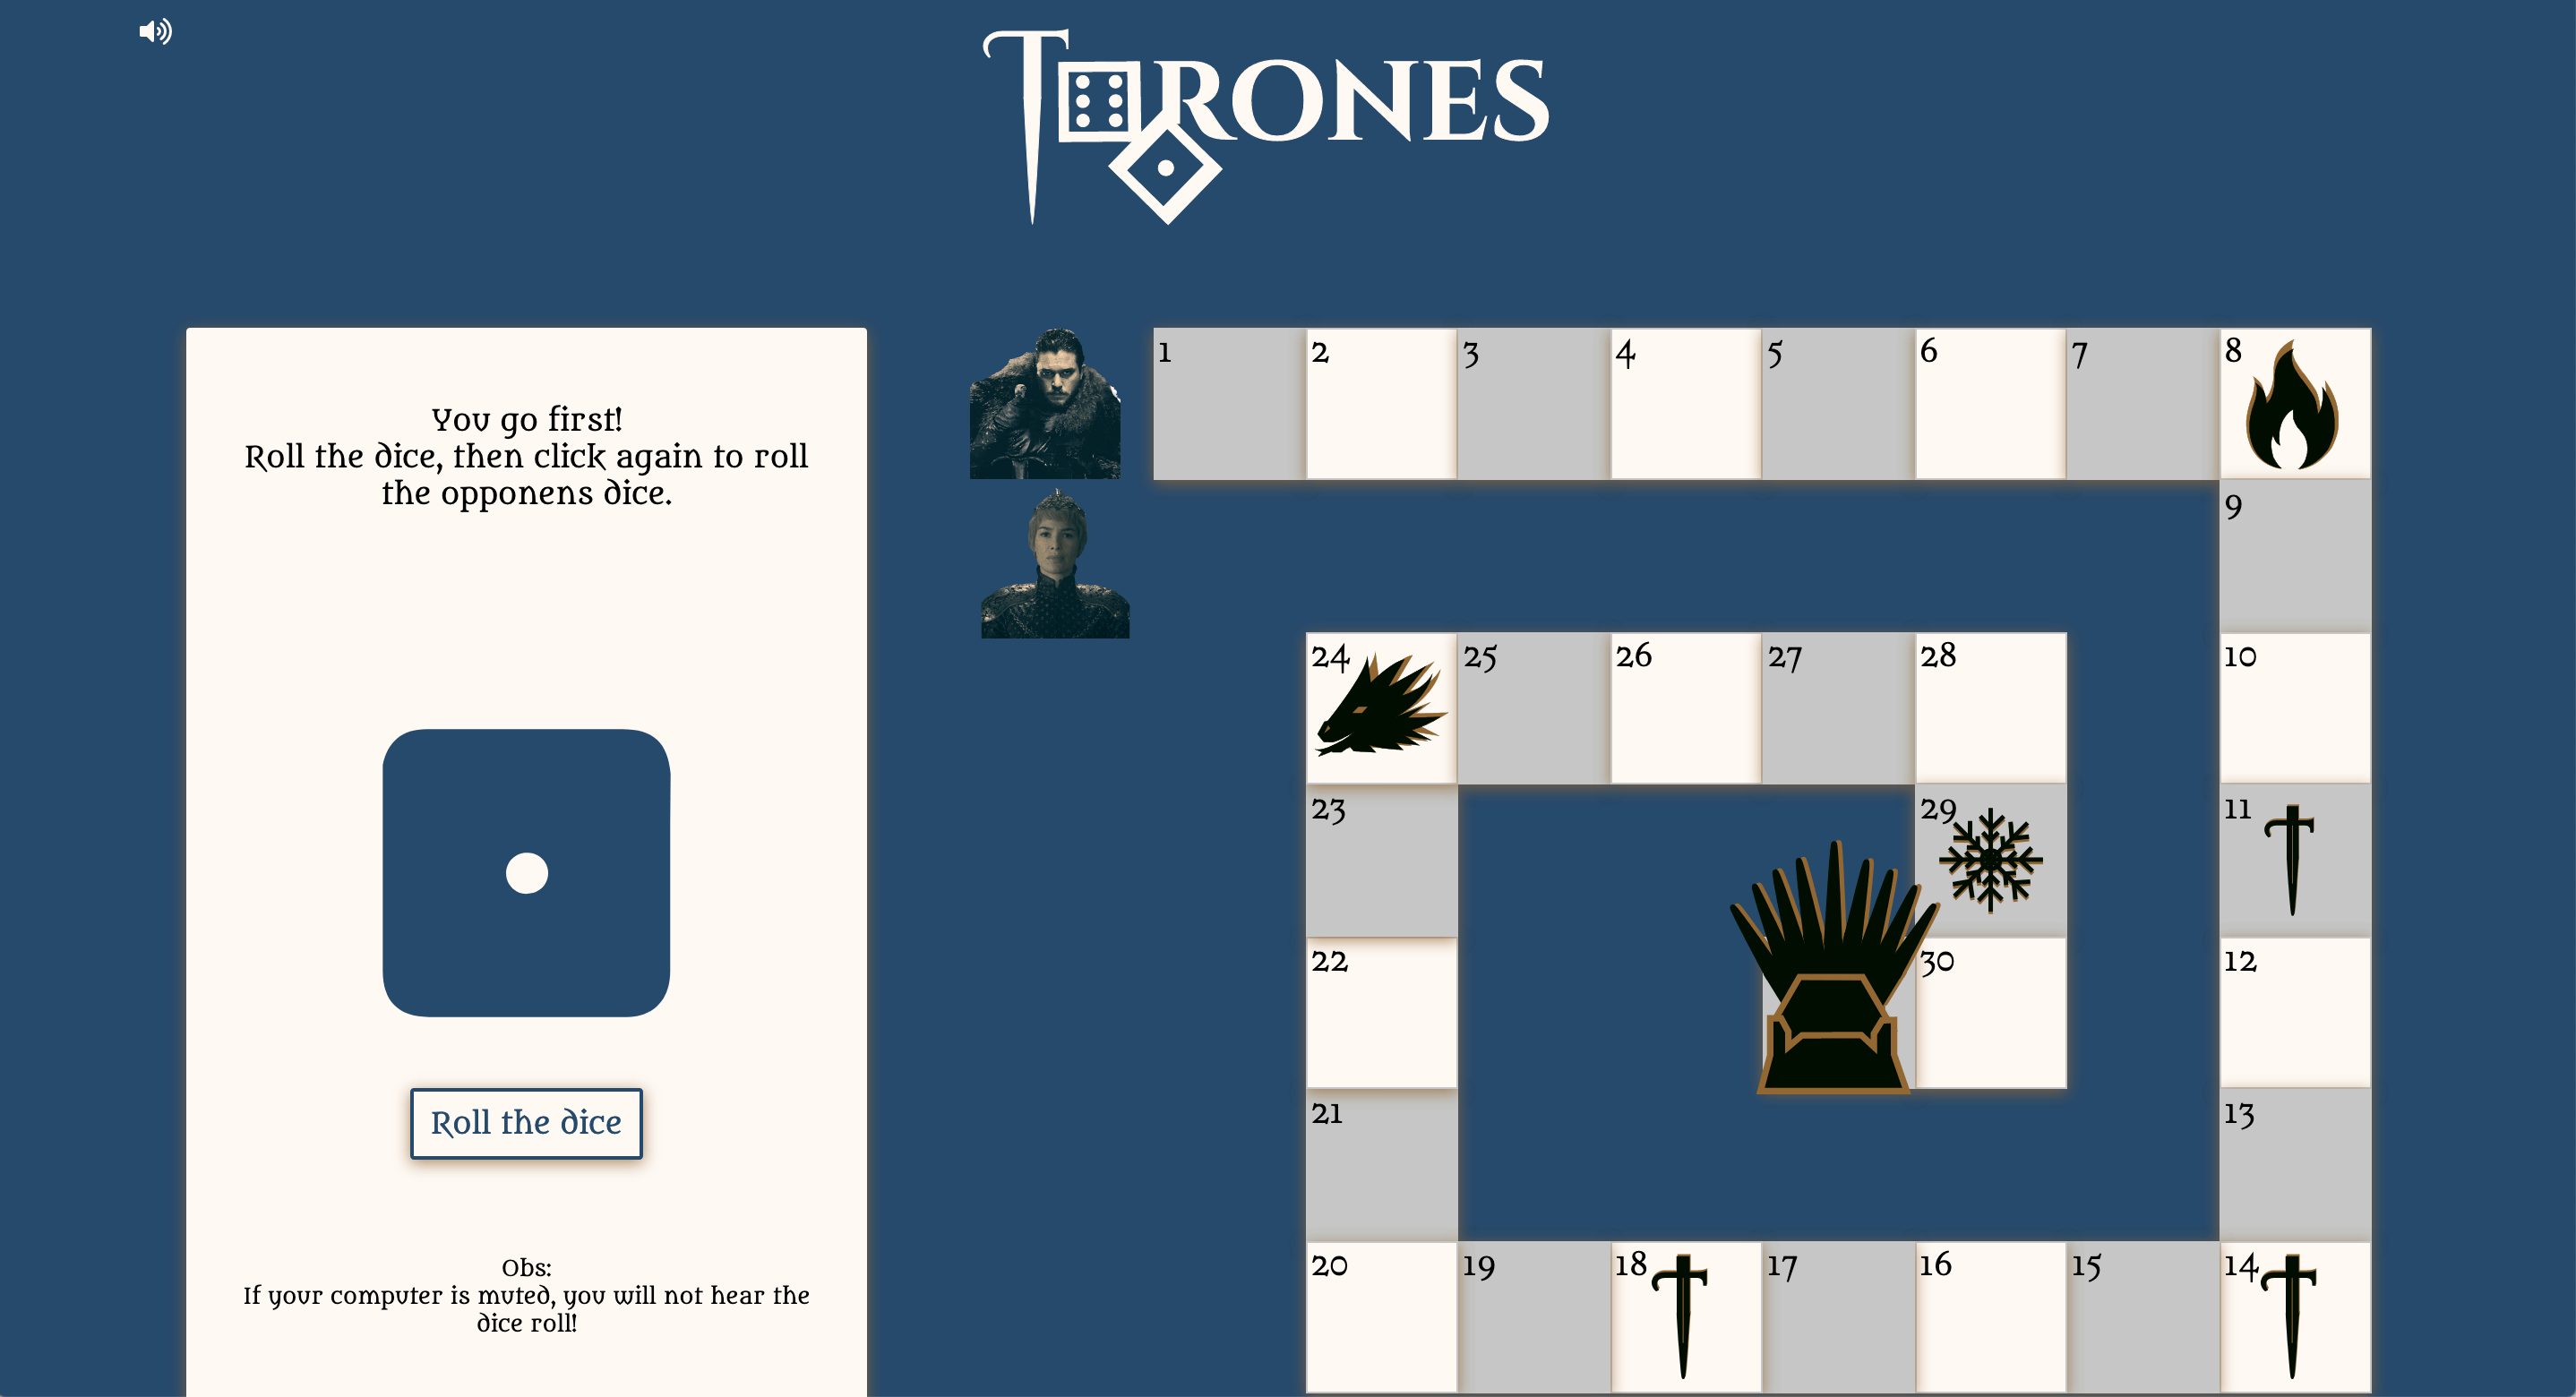 THRONES
You go first!
Roll the dice, then click again to roll
the opponens dice.
Roll the dice
Obs:
If your computer is muted, you will not hear the
dice roll!
1 2 3 4 5 6 7 8
9
24 25 26 27 28 10
23 29 11
22 30 12
21 13
20 19 18 17 16 15 14